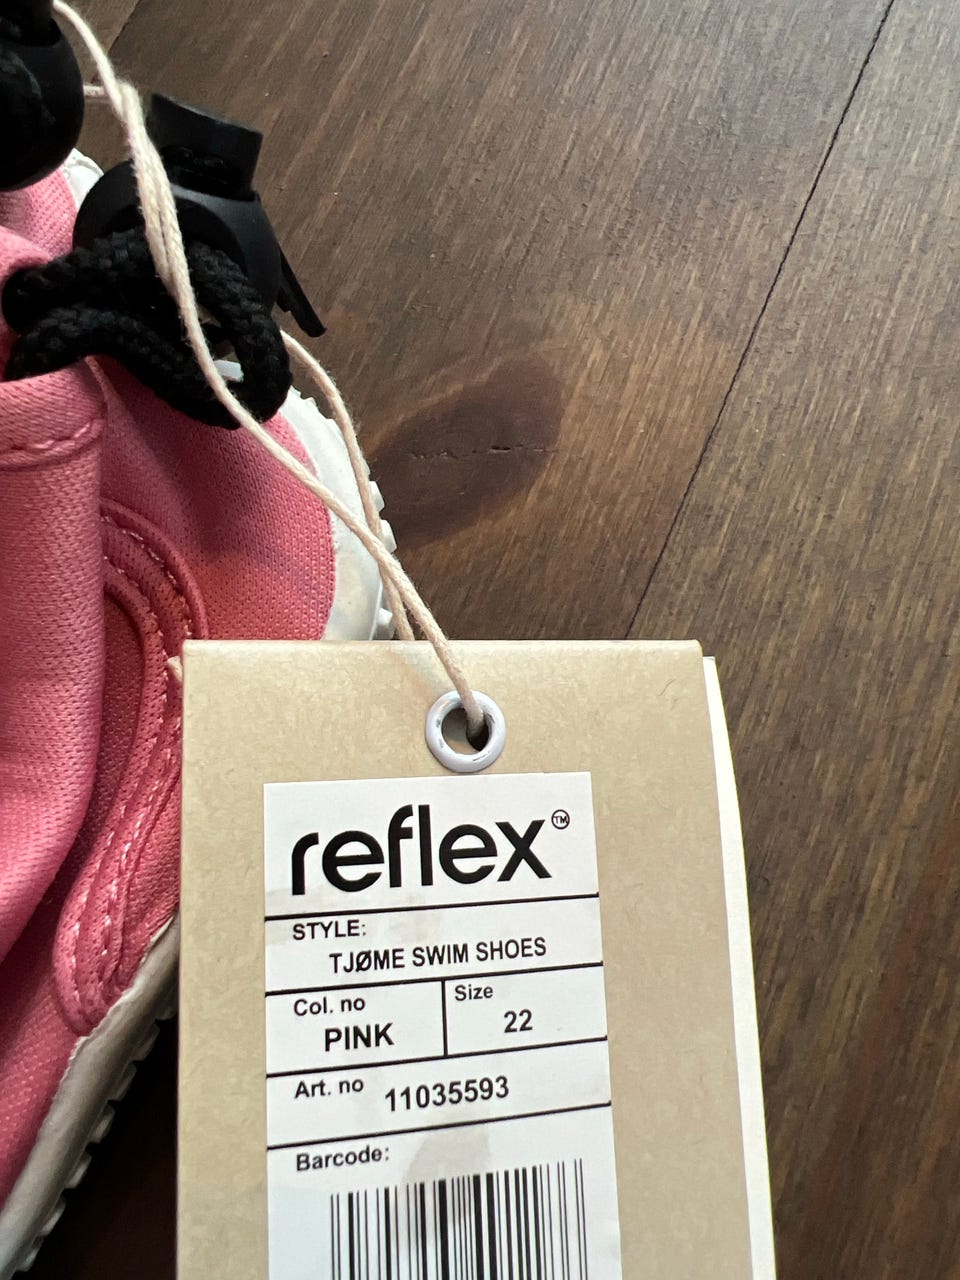 reflex™
STYLE:
TJØME SWIM SHOES
Col. no
PINK
Size
22
Art. no 11035593
Barcode: